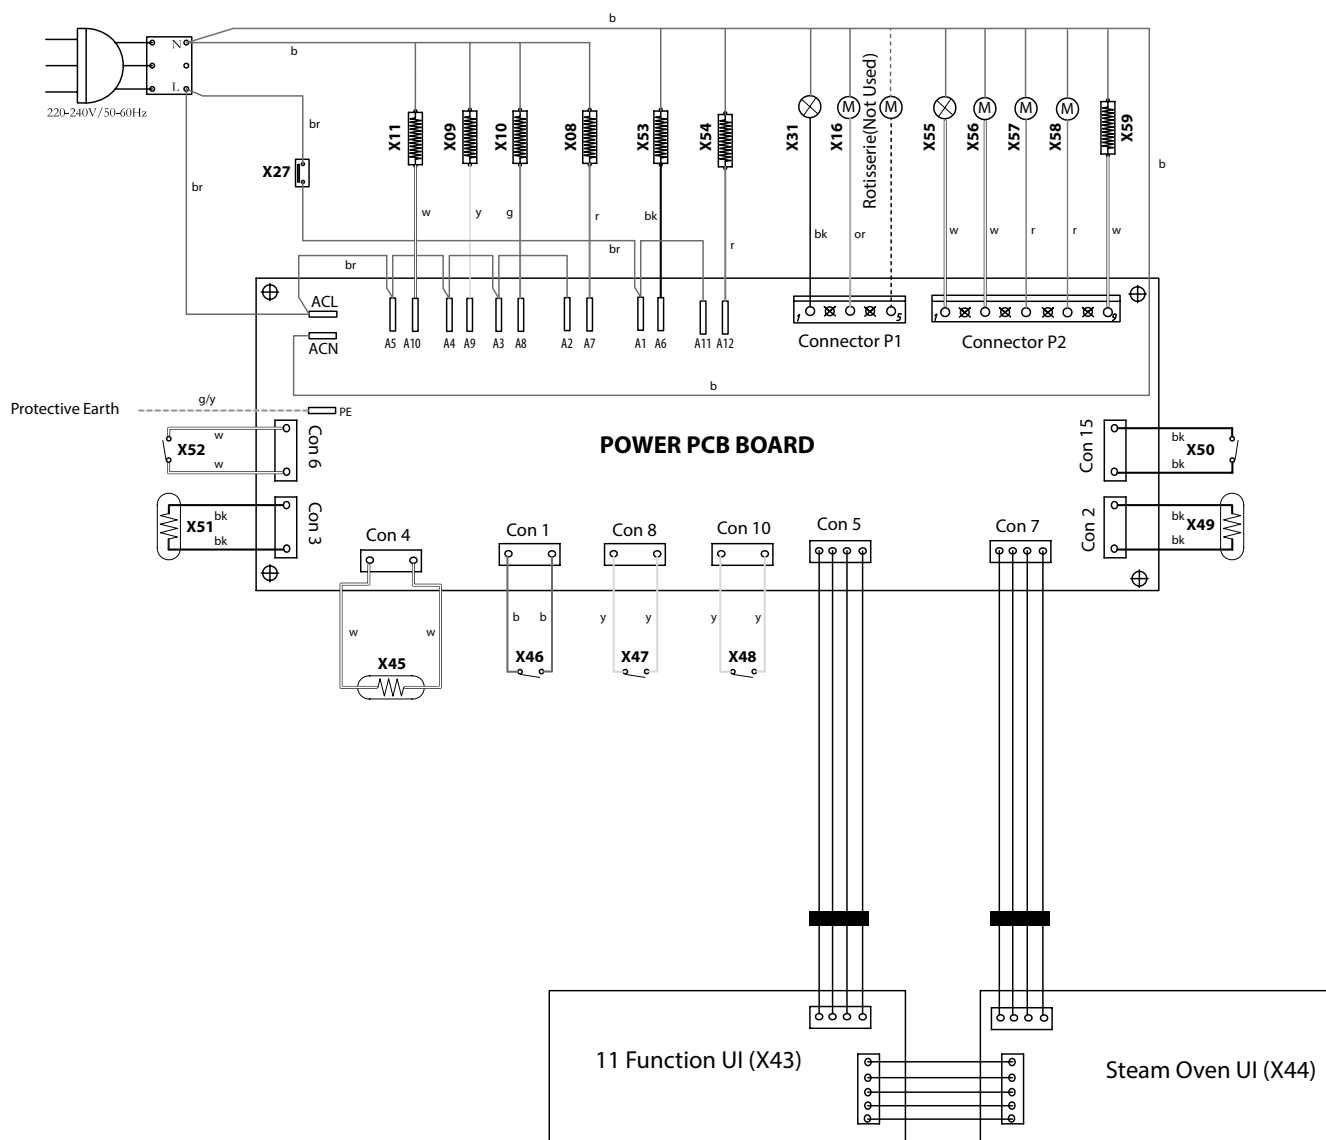 b
N
b
L
220-240V/50-60Hz
br
X27
br
X11
X09
X10
X08
X53
X54
X31
X16
Rotisserie(Not Used)
X55
X56
X57
X58
X59
b
w
y
g
r
bk
r
bk
or
w
w
r
r
w
br
br
ACL
ACN
A5 A10 A4 A9 A3 A8 A2 A7 A1 A6 A11 A12
1 5
Connector P1
1 9
Connector P2
b
Protective Earth
g/y
PE
w
X52
w
Con 6
POWER PCB BOARD
Con 15
bk
X50
bk
bk
X51
bk
Con 3
Con 4
Con 1
Con 8
Con 10
Con 5
Con 7
Con 2
bk
X49
bk
w w
X45
b b
X46
y y
X47
y y
X48
11 Function UI (X43)
Steam Oven UI (X44)